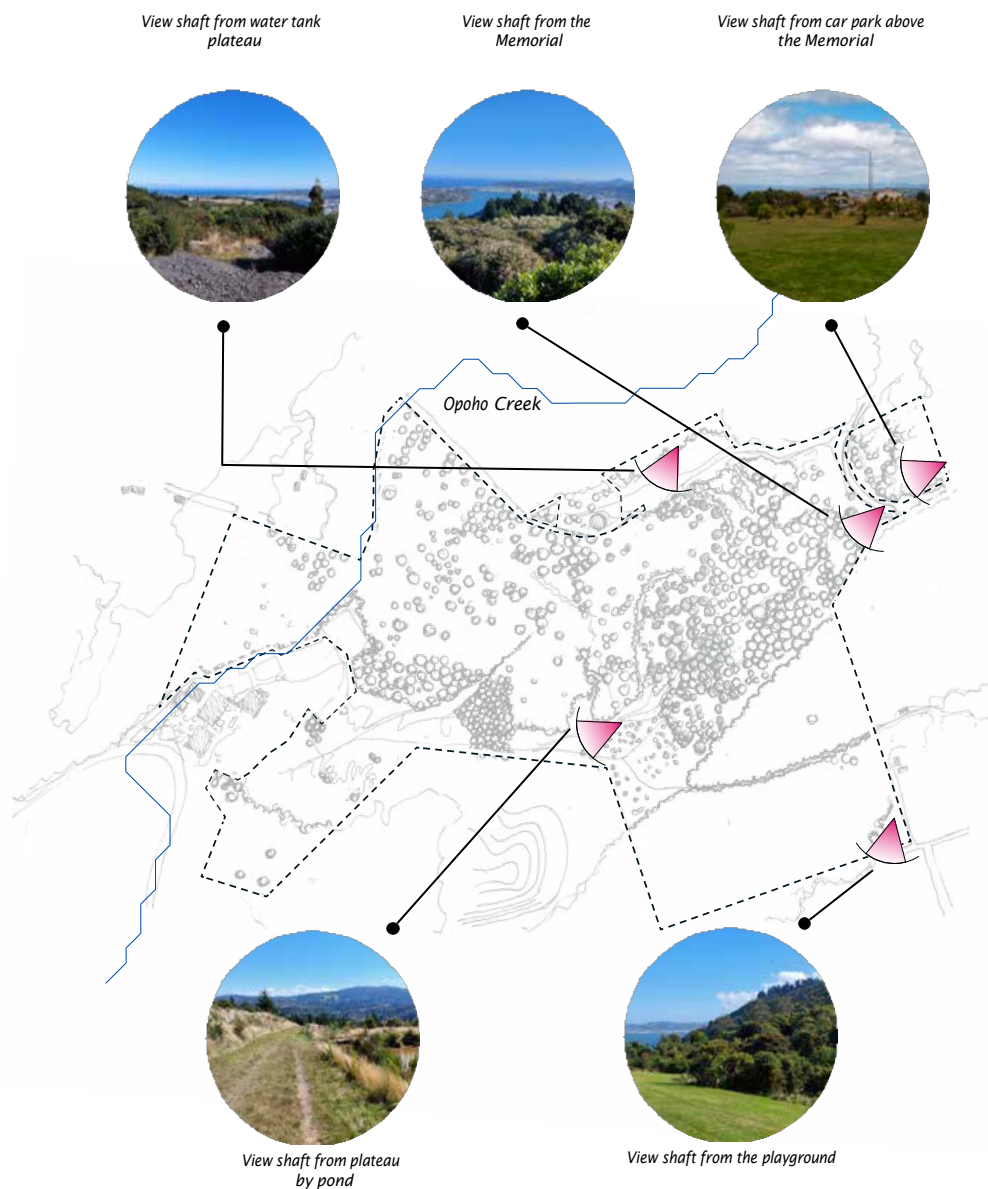 View shaft from water tank
plateau
View shaft from the
Memorial
View shaft from car park above
the Memorial
Opoho Creek
View shaft from plateau
by pond
View shaft from the playground